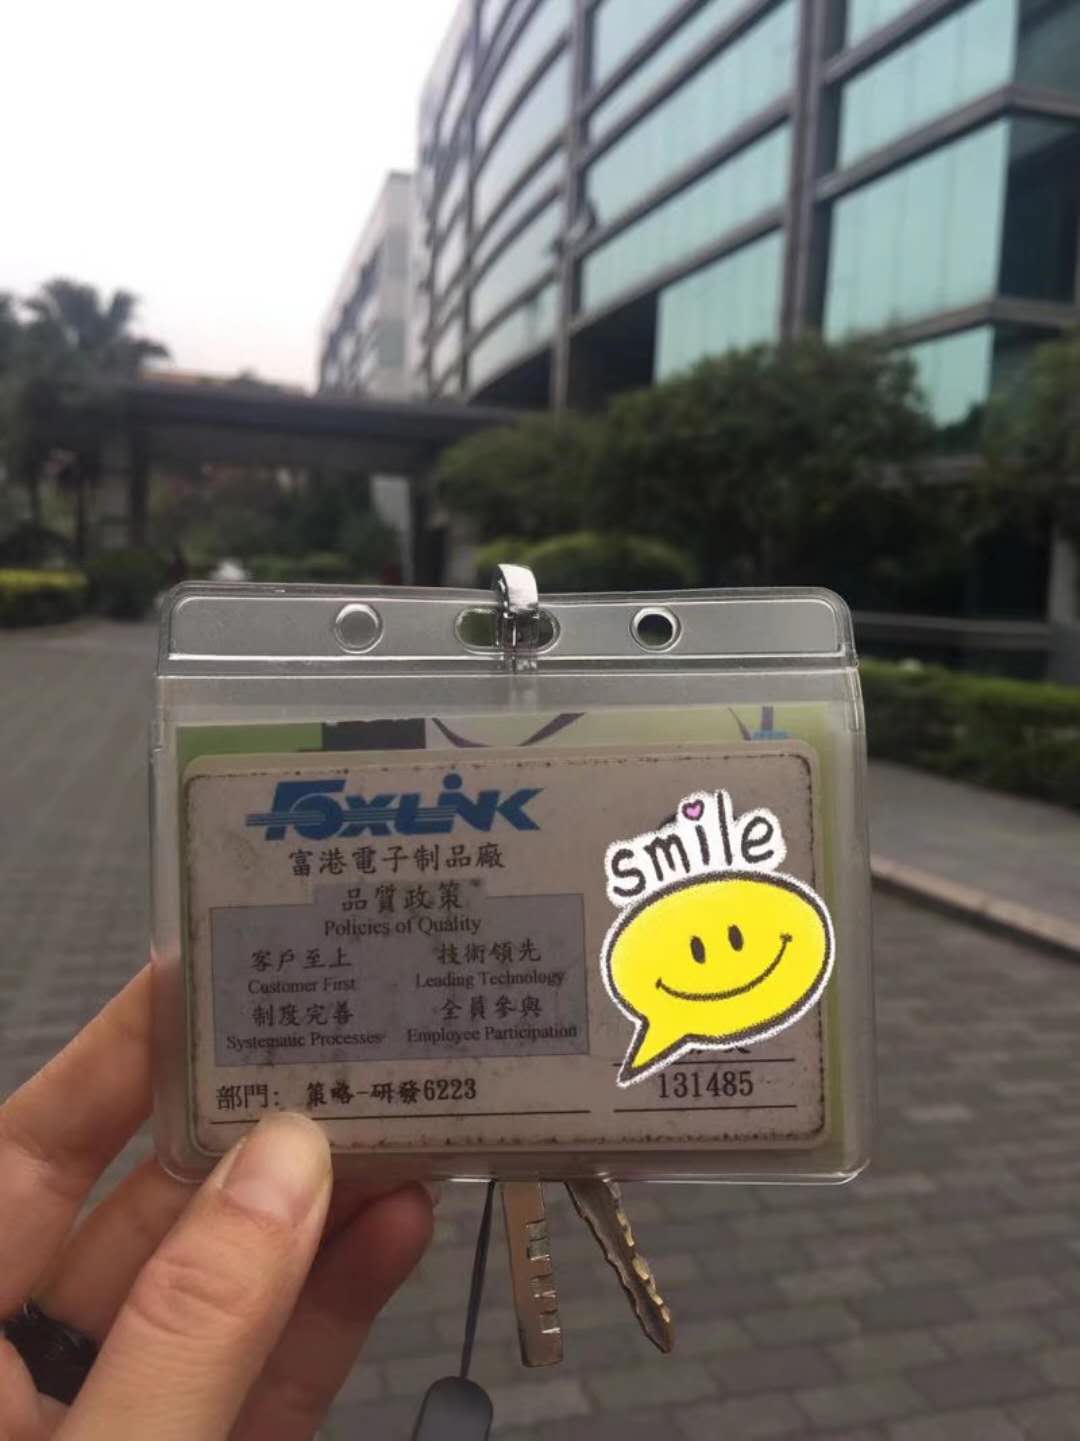 FOXLINK
富港電子制品廠
品質政策
Policies of Quality
客戶至上 技術領先
Customer First Leading Technology
制度完善 全員參與
Systematic Processes Employee Participation
部門: 策略-研發6223
smile
131485